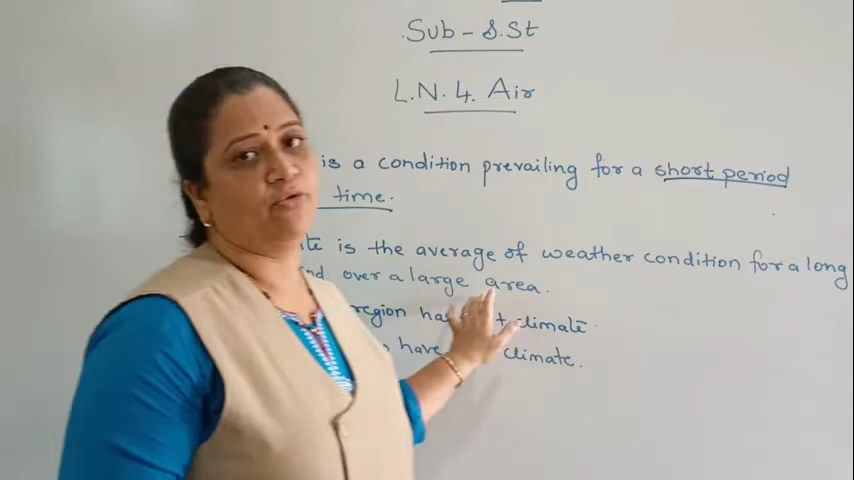 Sub - S.St
L.N. 4. Air
is a condition prevailing for a short period
time.
is the average of weather condition for a long
over a large area.
region climate.
have climate.